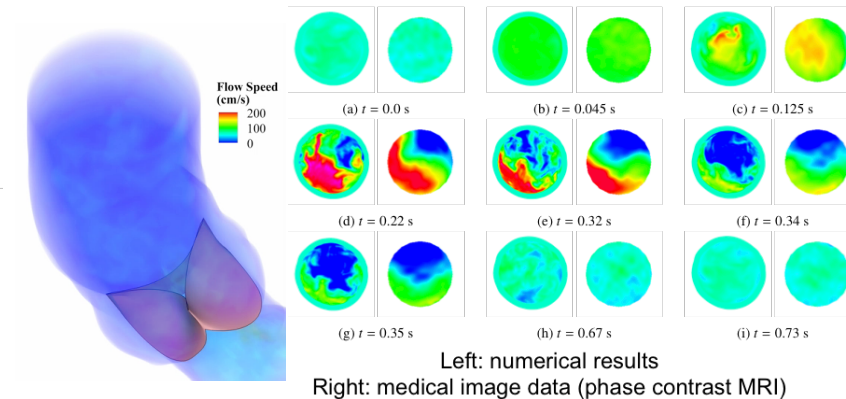 Flow Speed
(cm/s)
200
100
0
(a) t = 0.0 s
(b) t = 0.045 s
(c) t = 0.125 s
(d) t = 0.22 s
(e) t = 0.32 s
(f) t = 0.34 s
(g) t = 0.35 s
(h) t = 0.67 s
(i) t = 0.73 s
Left: numerical results
Right: medical image data (phase contrast MRI)